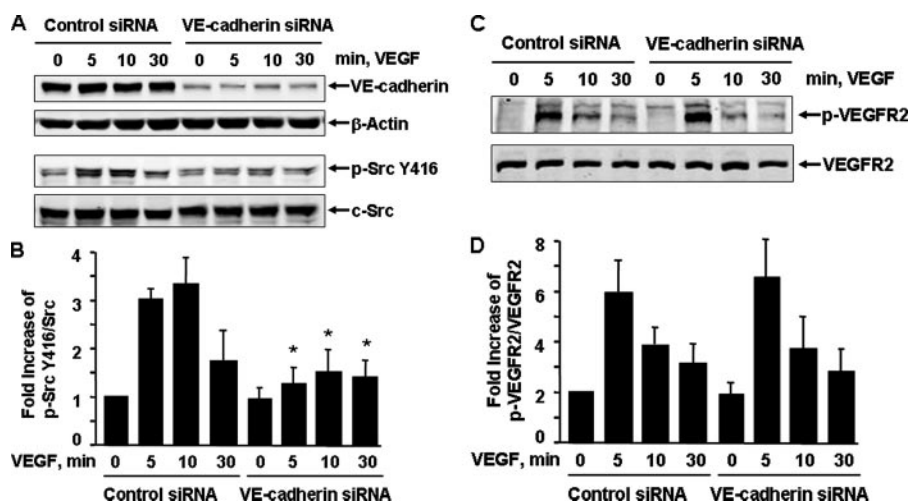 A
Control siRNA VE-cadherin siRNA
0 5 10 30 0 5 10 30 min, VEGF
VE-cadherin
β-Actin
p-Src Y416
c-Src
B
Fold Increase of
p-Src Y416/Src
4
3
2
1
0
* * *
VEGF, min 0 5 10 30 0 5 10 30
Control siRNA VE-cadherin siRNA
C
Control siRNA VE-cadherin siRNA
0 5 10 30 0 5 10 30 min, VEGF
p-VEGFR2
VEGFR2
D
Fold Increase of
p-VEGFR2/VEGFR2
8
6
4
2
0
VEGF, min 0 5 10 30 0 5 10 30
Control siRNA VE-cadherin siRNA